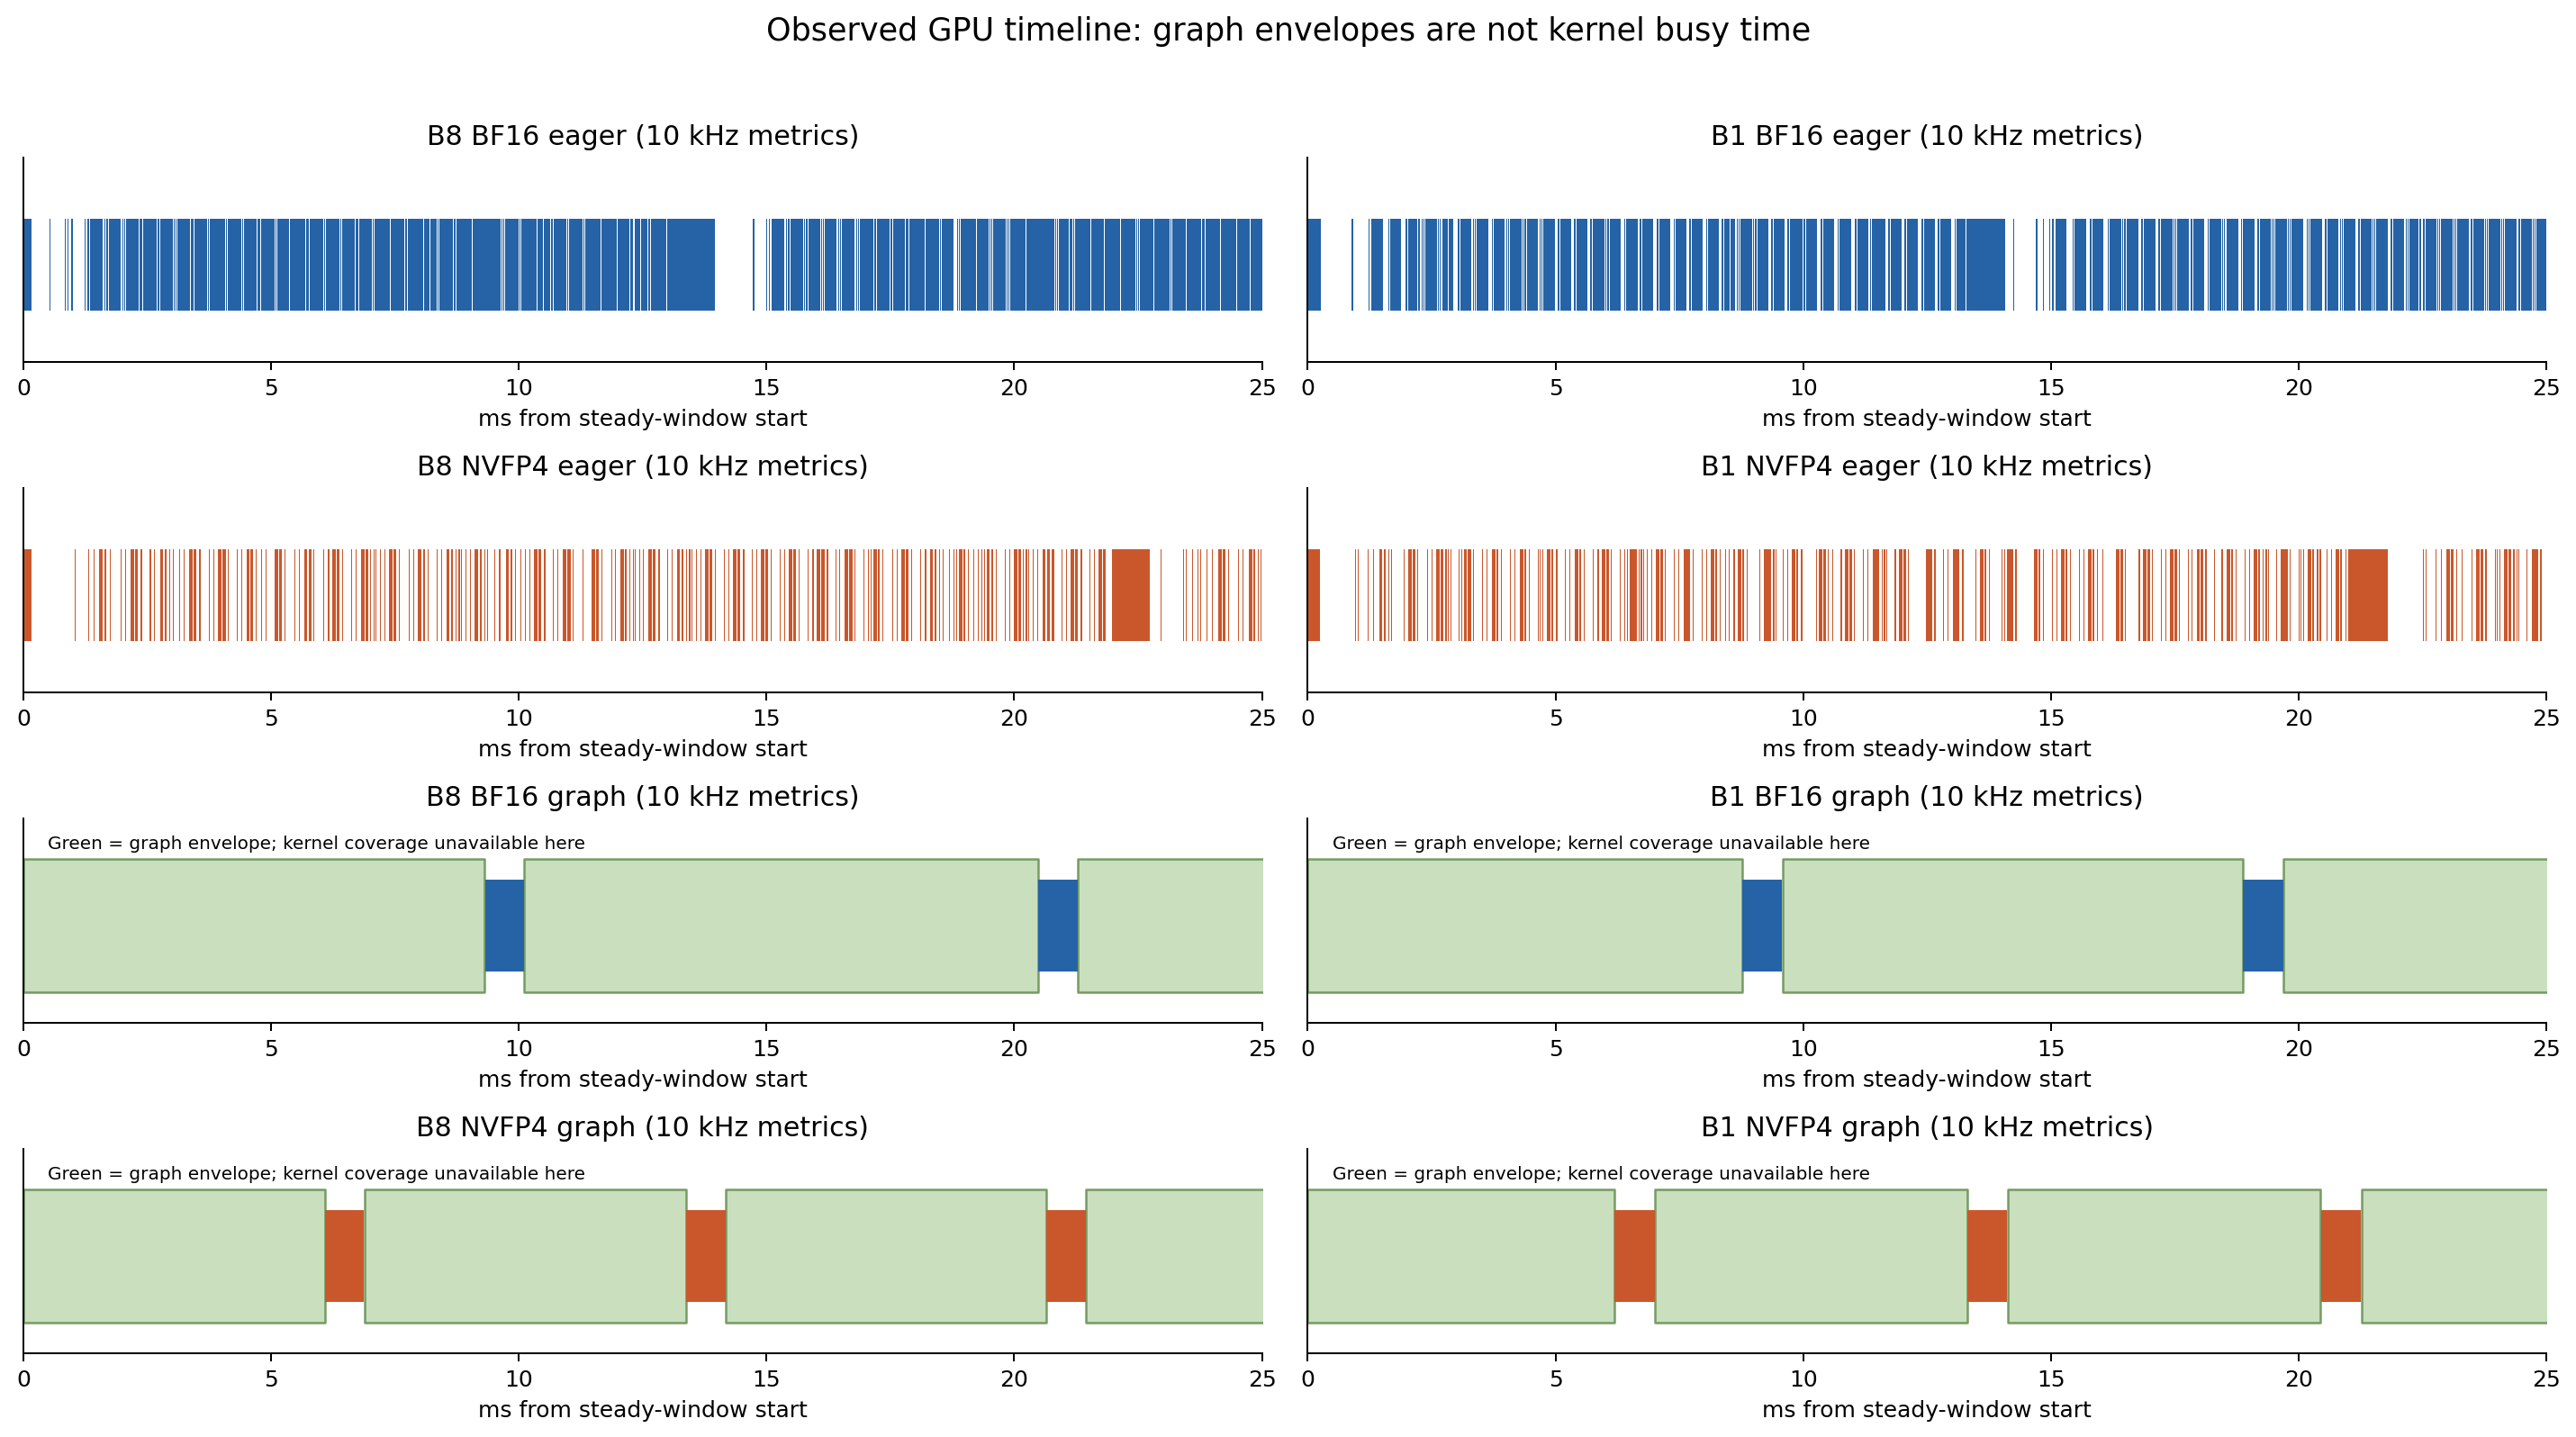 Observed GPU timeline: graph envelopes are not kernel busy time
B8 BF16 eager (10 kHz metrics)
0 5 10 15 20 25
ms from steady-window start
B1 BF16 eager (10 kHz metrics)
0 5 10 15 20 25
ms from steady-window start
B8 NVFP4 eager (10 kHz metrics)
0 5 10 15 20 25
ms from steady-window start
B1 NVFP4 eager (10 kHz metrics)
0 5 10 15 20 25
ms from steady-window start
B8 BF16 graph (10 kHz metrics)
Green = graph envelope; kernel coverage unavailable here
0 5 10 15 20 25
ms from steady-window start
B1 BF16 graph (10 kHz metrics)
Green = graph envelope; kernel coverage unavailable here
0 5 10 15 20 25
ms from steady-window start
B8 NVFP4 graph (10 kHz metrics)
Green = graph envelope; kernel coverage unavailable here
0 5 10 15 20 25
ms from steady-window start
B1 NVFP4 graph (10 kHz metrics)
Green = graph envelope; kernel coverage unavailable here
0 5 10 15 20 25
ms from steady-window start